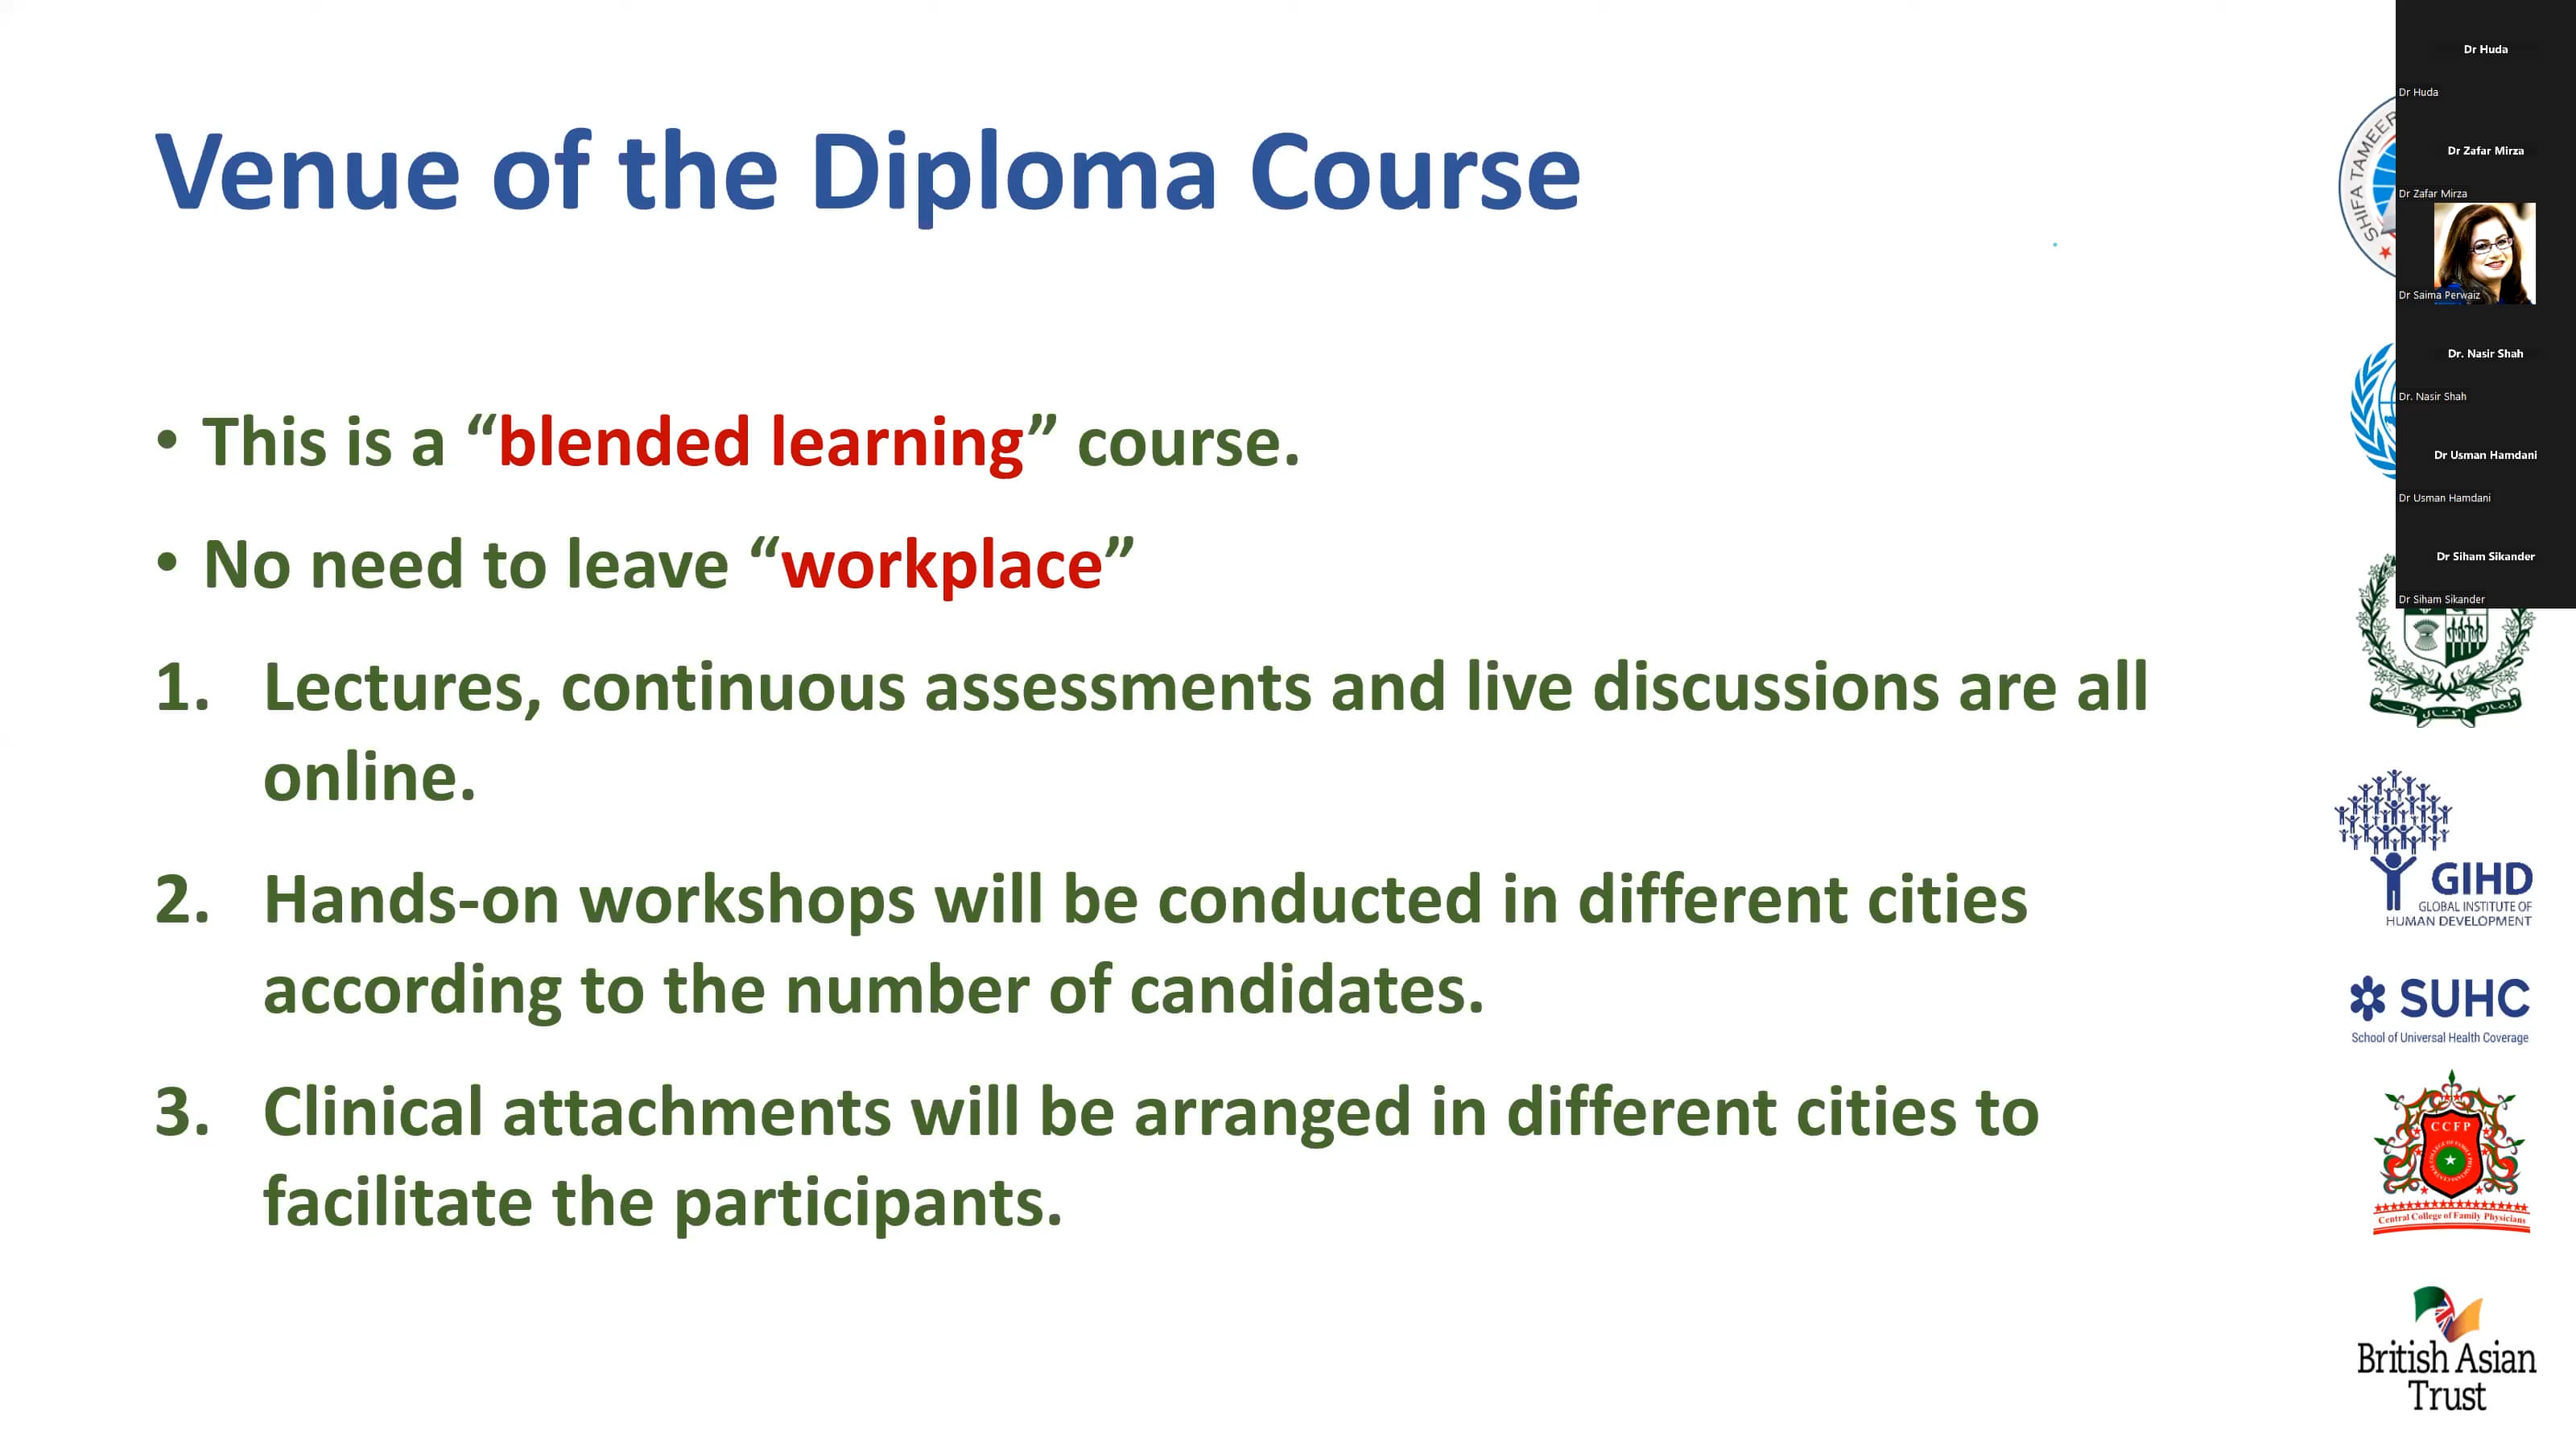 Venue of the Diploma Course
• This is a “blended learning” course.
• No need to leave “workplace”
1. Lectures, continuous assessments and live discussions are all
online.
2. Hands-on workshops will be conducted in different cities
according to the number of candidates.
3. Clinical attachments will be arranged in different cities to
facilitate the participants.
Dr Huda
Dr Huda
Dr Zafar Mirza
Dr Zafar Mirza
Dr Saima Perwaiz
Dr. Nasir Shah
Dr. Nasir Shah
Dr Usman Hamdani
Dr Usman Hamdani
Dr Siham Sikander
Dr Siham Sikander
SHIFA TAMEER
GIHD
GLOBAL INSTITUTE OF
HUMAN DEVELOPMENT
SUHC
School of Universal Health Coverage
CCFP
Central College of Family Physicians
British Asian
Trust